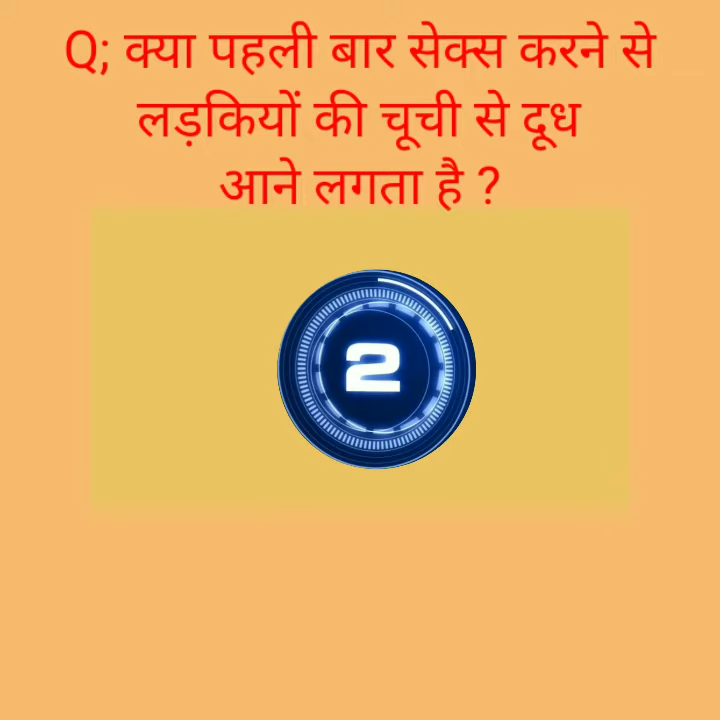 Q; क्या पहली बार सेक्स करने से
लड़कियों की चूची से दूध
आने लगता है ?
2